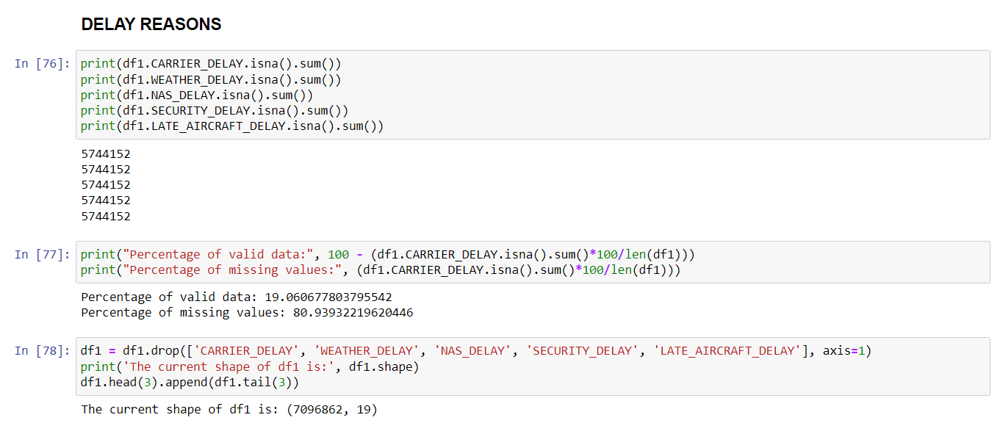 DELAY REASONS
In [76]: print(df1.CARRIER_DELAY.isna().sum())
print(df1.WEATHER_DELAY.isna().sum())
print(df1.NAS_DELAY.isna().sum())
print(df1.SECURITY_DELAY.isna().sum())
print(df1.LATE_AIRCRAFT_DELAY.isna().sum())
5744152
5744152
5744152
5744152
5744152
In [77]: print("Percentage of valid data:", 100 - (df1.CARRIER_DELAY.isna().sum()*100/len(df1)))
print("Percentage of missing values:", (df1.CARRIER_DELAY.isna().sum()*100/len(df1)))
Percentage of valid data: 19.060677803795542
Percentage of missing values: 80.93932219620446
In [78]: df1 = df1.drop(['CARRIER_DELAY', 'WEATHER_DELAY', 'NAS_DELAY', 'SECURITY_DELAY', 'LATE_AIRCRAFT_DELAY'], axis=1)
print('The current shape of df1 is:', df1.shape)
df1.head(3).append(df1.tail(3))
The current shape of df1 is: (7096862, 19)